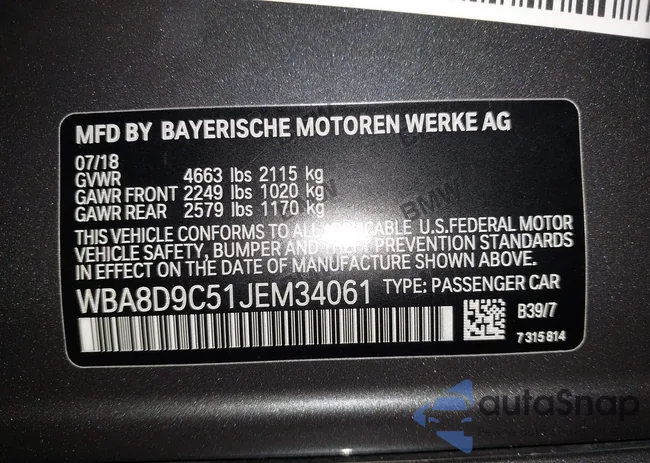 MFD BY BAYERISCHE MOTOREN WERKE AG
07/18
GVWR 4663 lbs 2115 kg
GAWR FRONT 2249 lbs 1020 kg
GAWR REAR 2579 lbs 1170 kg
THIS VEHICLE CONFORMS TO ALL APPLICABLE U.S.FEDERAL MOTOR
VEHICLE SAFETY, BUMPER AND THEFT PREVENTION STANDARDS
IN EFFECT ON THE DATE OF MANUFACTURE SHOWN ABOVE.
WBA8D9C51JEM34061 TYPE: PASSENGER CAR
B39/7
7 315 814
BMW
autoSnap